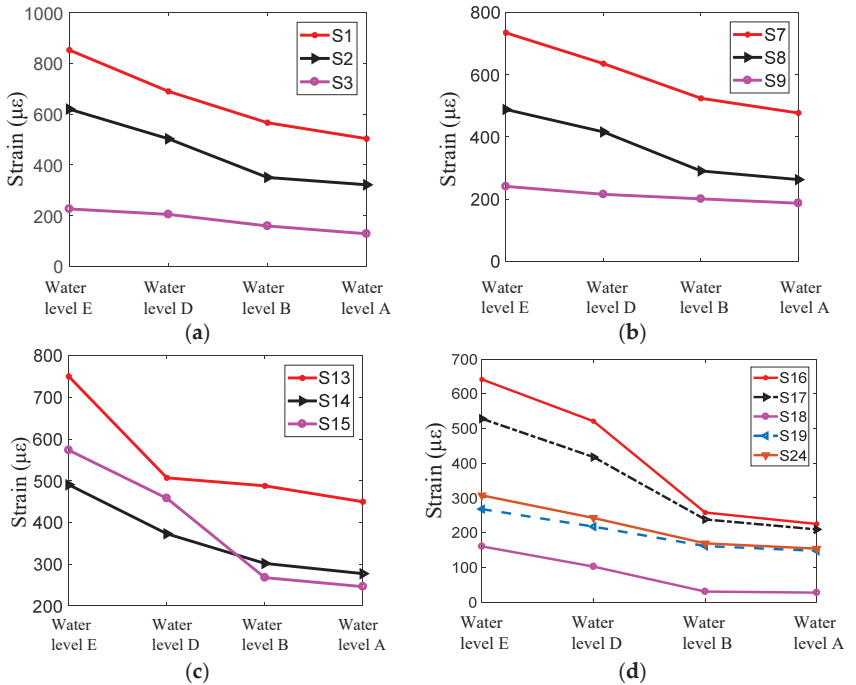 1000
800
600
400
200
0
Strain (με)
S1
S2
S3
Water level E
Water level D
Water level B
Water level A
(a)
800
600
400
200
0
Strain (με)
S7
S8
S9
Water level E
Water level D
Water level B
Water level A
(b)
800
700
600
500
400
300
200
Strain (με)
S13
S14
S15
Water level E
Water level D
Water level B
Water level A
(c)
700
600
500
400
300
200
100
0
Strain (με)
S16
S17
S18
S19
S24
Water level E
Water level D
Water level B
Water level A
(d)